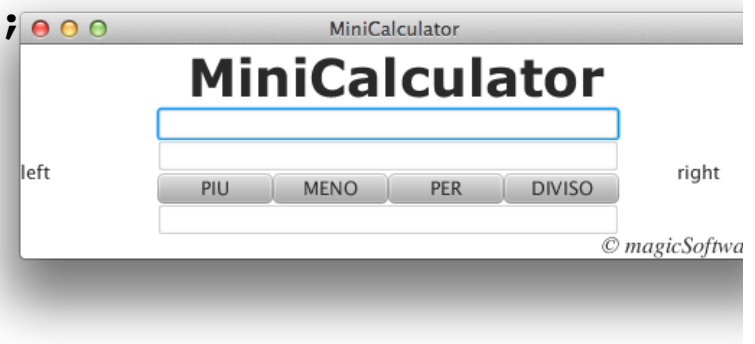 ;
MiniCalculator
MiniCalculator
left
right
PIU MENO PER DIVISO
© magicSoftwa